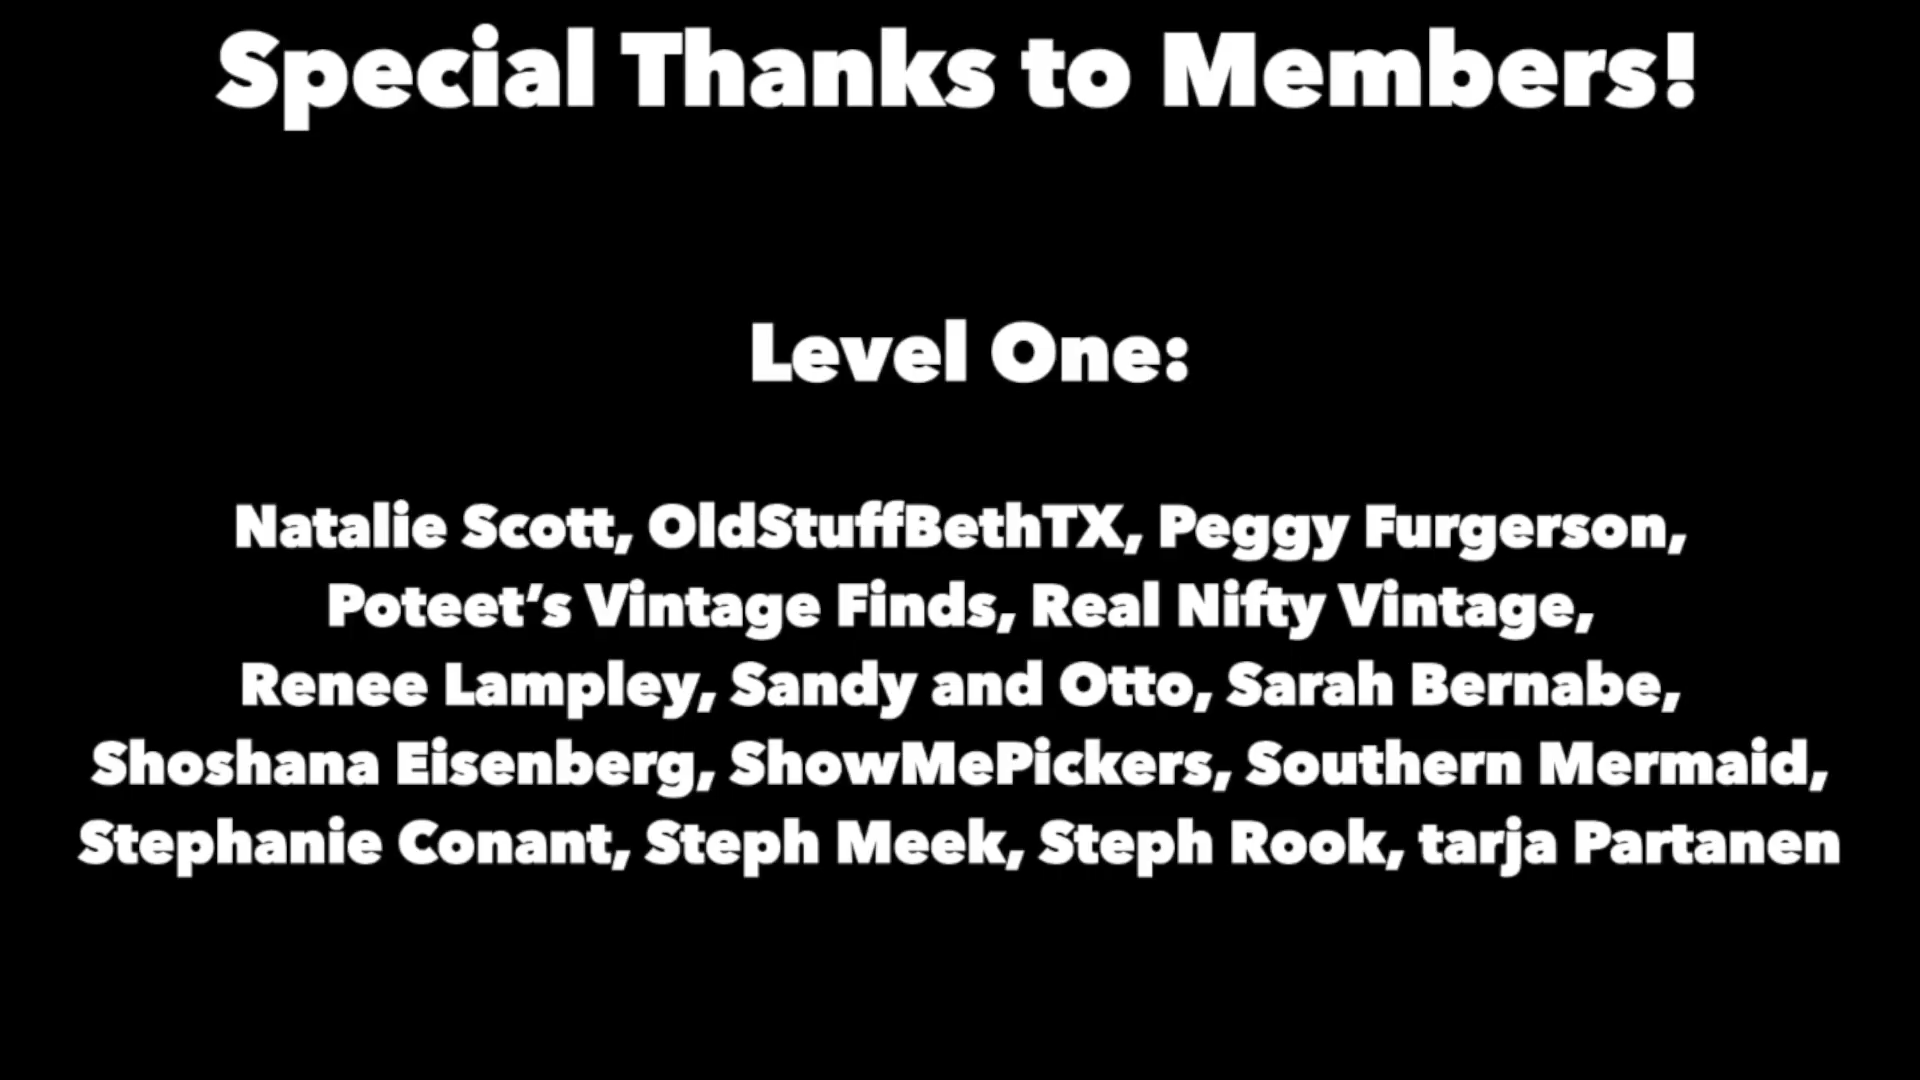 Special Thanks to Members!
Level One:
Natalie Scott, OldStuffBethTX, Peggy Furgerson,
Poteet’s Vintage Finds, Real Nifty Vintage,
Renee Lampley, Sandy and Otto, Sarah Bernabe,
Shoshana Eisenberg, ShowMePickers, Southern Mermaid,
Stephanie Conant, Steph Meek, Steph Rook, tarja Partanen